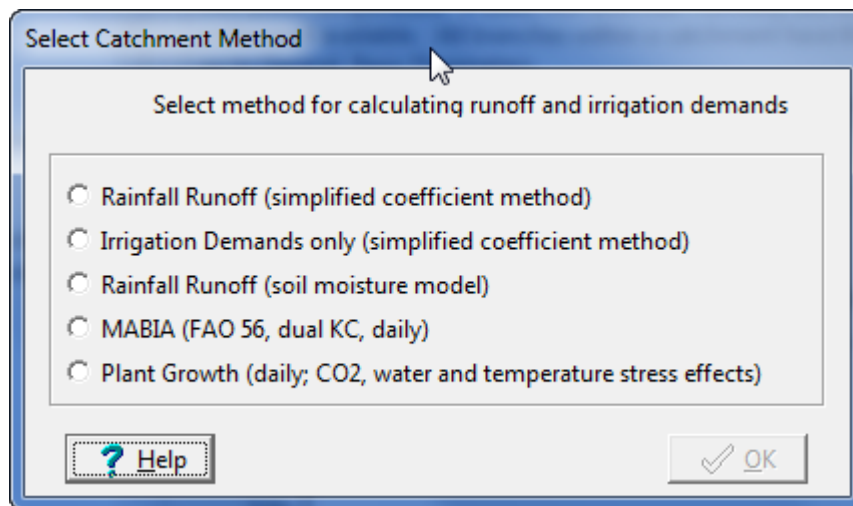 Select Catchment Method
Select method for calculating runoff and irrigation demands
Rainfall Runoff (simplified coefficient method)
Irrigation Demands only (simplified coefficient method)
Rainfall Runoff (soil moisture model)
MABIA (FAO 56, dual KC, daily)
Plant Growth (daily; CO2, water and temperature stress effects)
? Help
OK